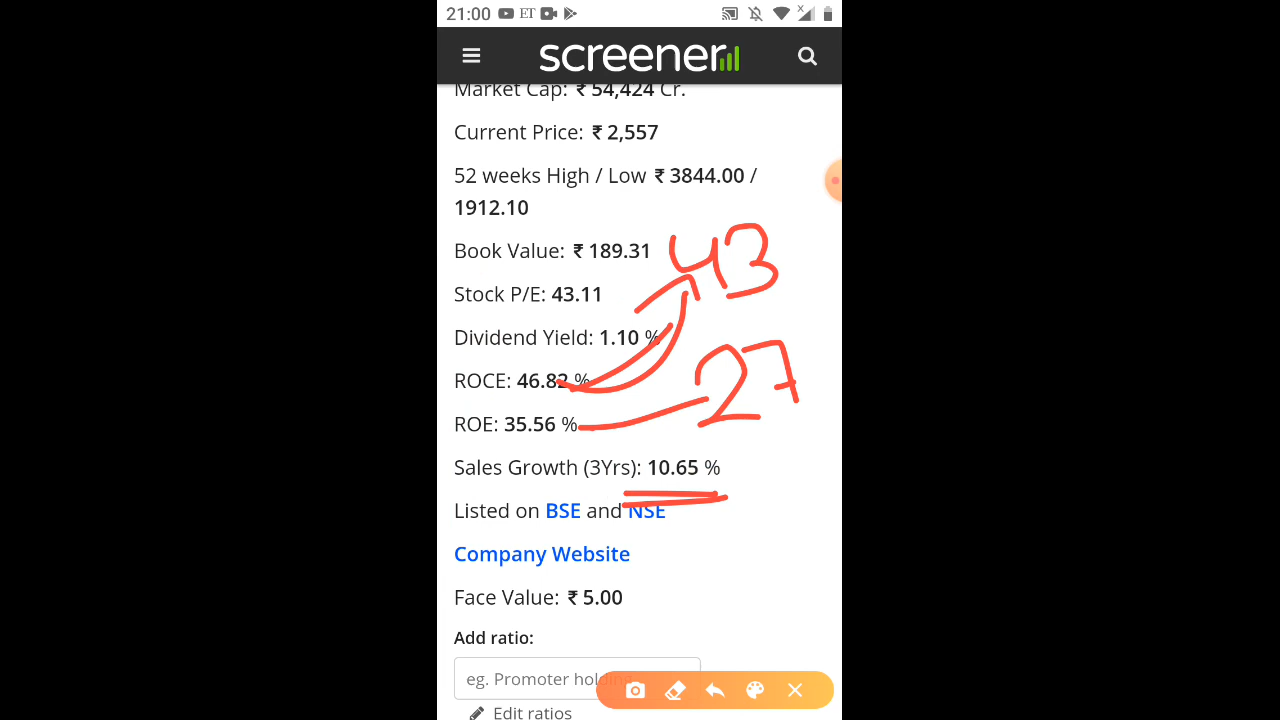 21:00 ET
screener
Market Cap: ₹ 54,424 Cr.
Current Price: ₹ 2,557
52 weeks High / Low ₹ 3844.00 /
1912.10
43
Book Value: ₹ 189.31
Stock P/E: 43.11
Dividend Yield: 1.10 %
27
ROCE: 46.82 %
ROE: 35.56 %
Sales Growth (3Yrs): 10.65 %
Listed on BSE and NSE
Company Website
Face Value: ₹ 5.00
Add ratio:
eg. Promoter holding
Edit ratios